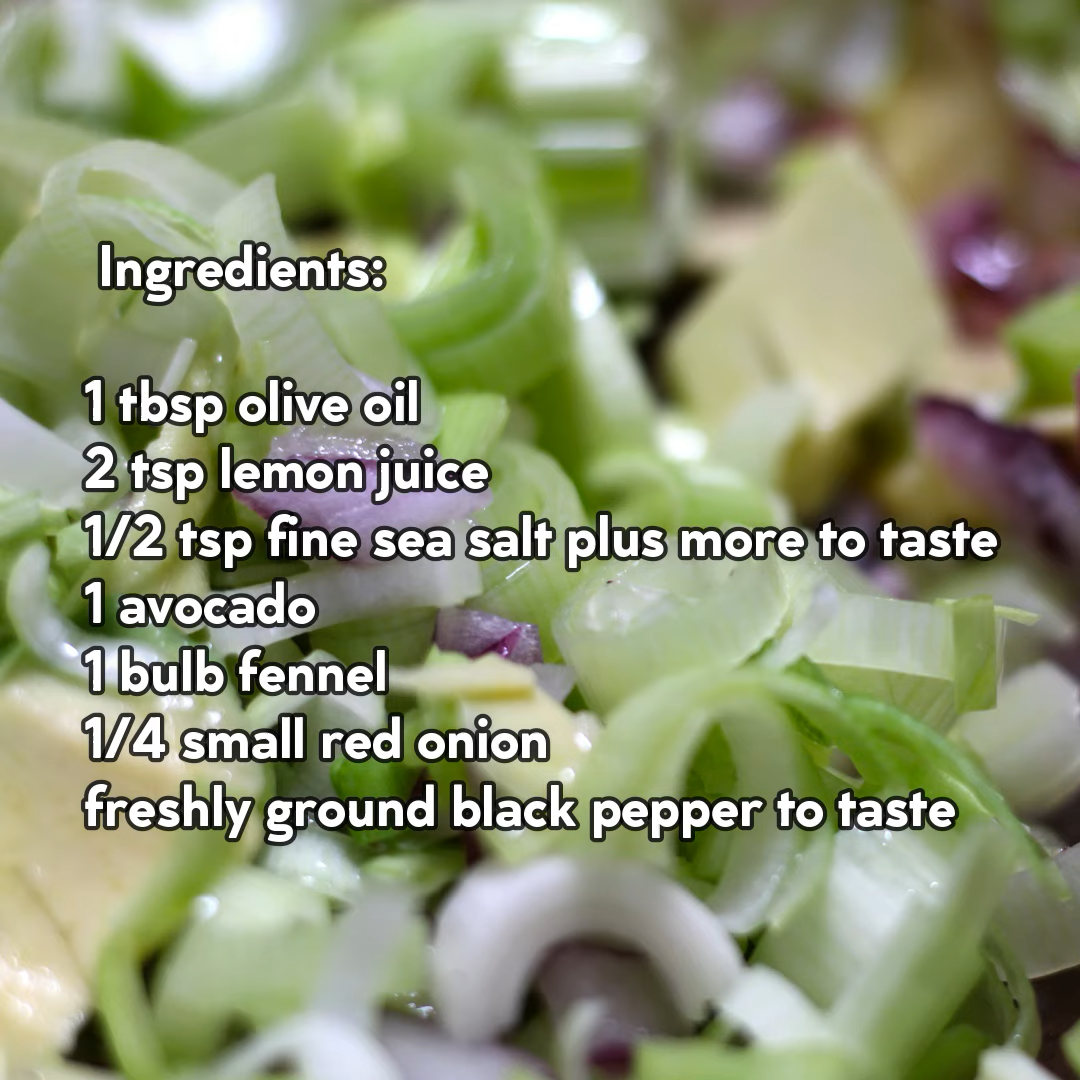 Ingredients:
1 tbsp olive oil
2 tsp lemon juice
1/2 tsp fine sea salt plus more to taste
1 avocado
1 bulb fennel
1/4 small red onion
freshly ground black pepper to taste